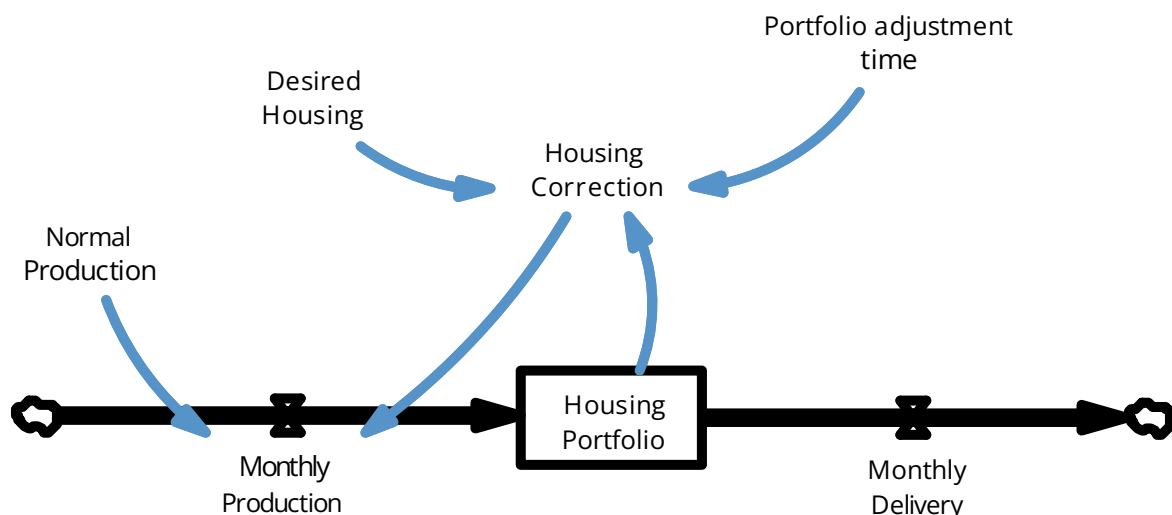 Portfolio adjustment
time
Desired
Housing
Housing
Correction
Normal
Production
Housing
Portfolio
Monthly
Production
Monthly
Delivery